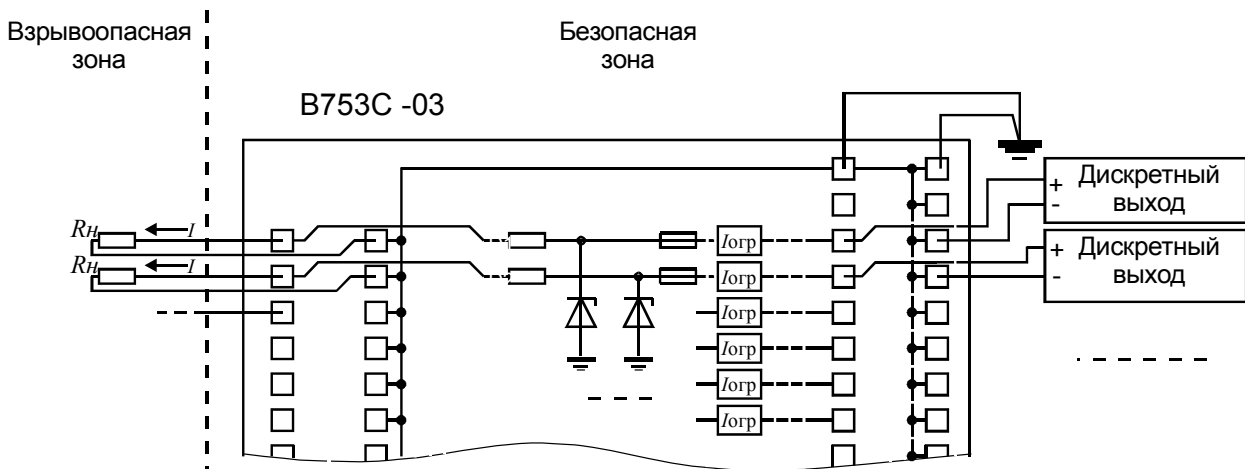 Взрывоопасная
зона
Безопасная
зона
В753С -03
Дискретный
выход
+
-
Дискретный
выход
+
-
Rн
I
Rн
I
Iогр
Iогр
Iогр
Iогр
Iогр
Iогр